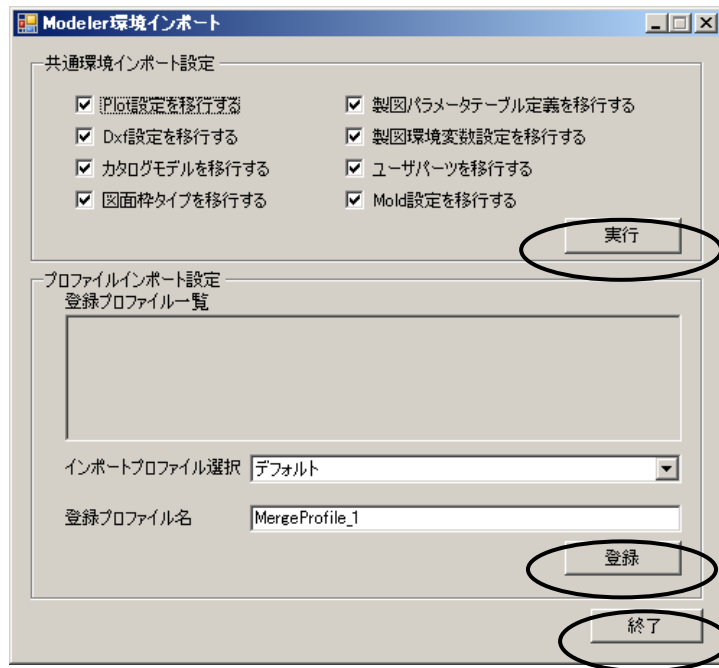 Modeler環境インポート
共通環境インポート設定
Plot設定を移行する
製図パラメータテーブル定義を移行する
Dxf設定を移行する
製図環境変数設定を移行する
カタログモデルを移行する
ユーザパーツを移行する
図面枠タイプを移行する
Mold設定を移行する
実行
プロファイルインポート設定
登録プロファイル一覧
インポートプロファイル選択 デフォルト
登録プロファイル名 MergeProfile_1
登録
終了